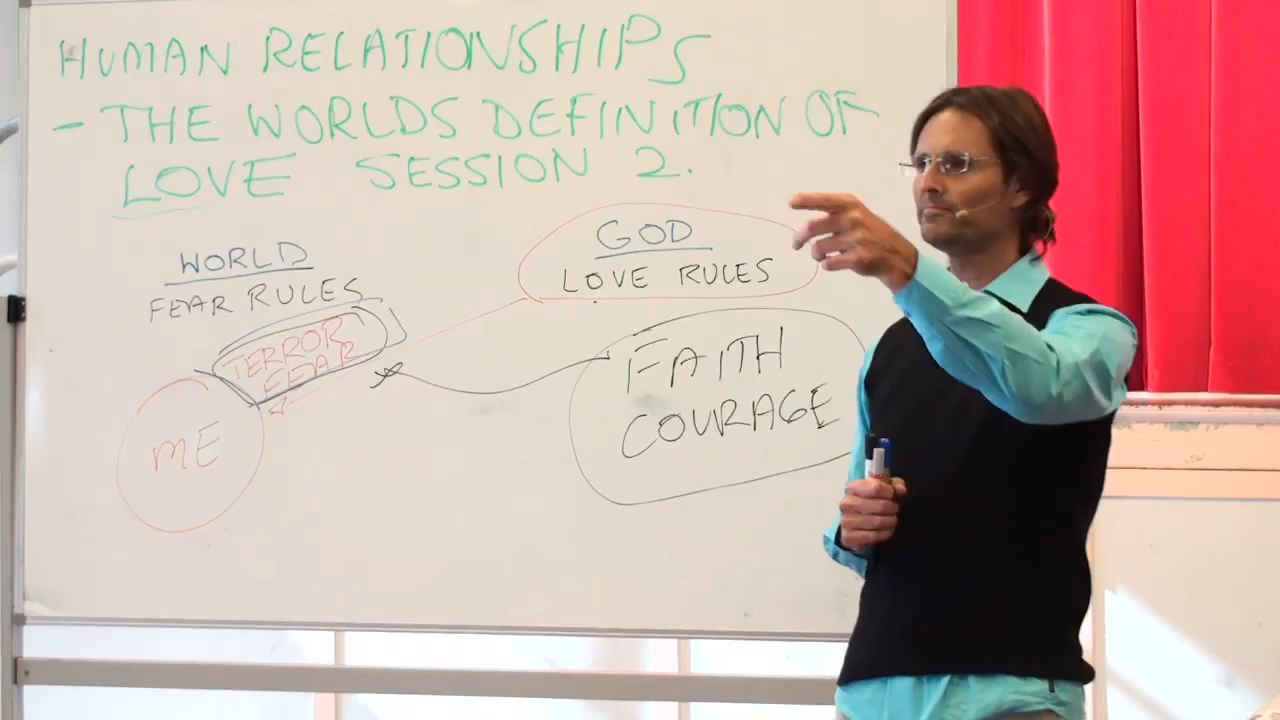 HUMAN RELATIONSHIPS
- THE WORLDS DEFINITION OF
LOVE SESSION 2.
WORLD
FEAR RULES
TERROR
FEAR
ME
GOD
LOVE RULES
FAITH
COURAGE